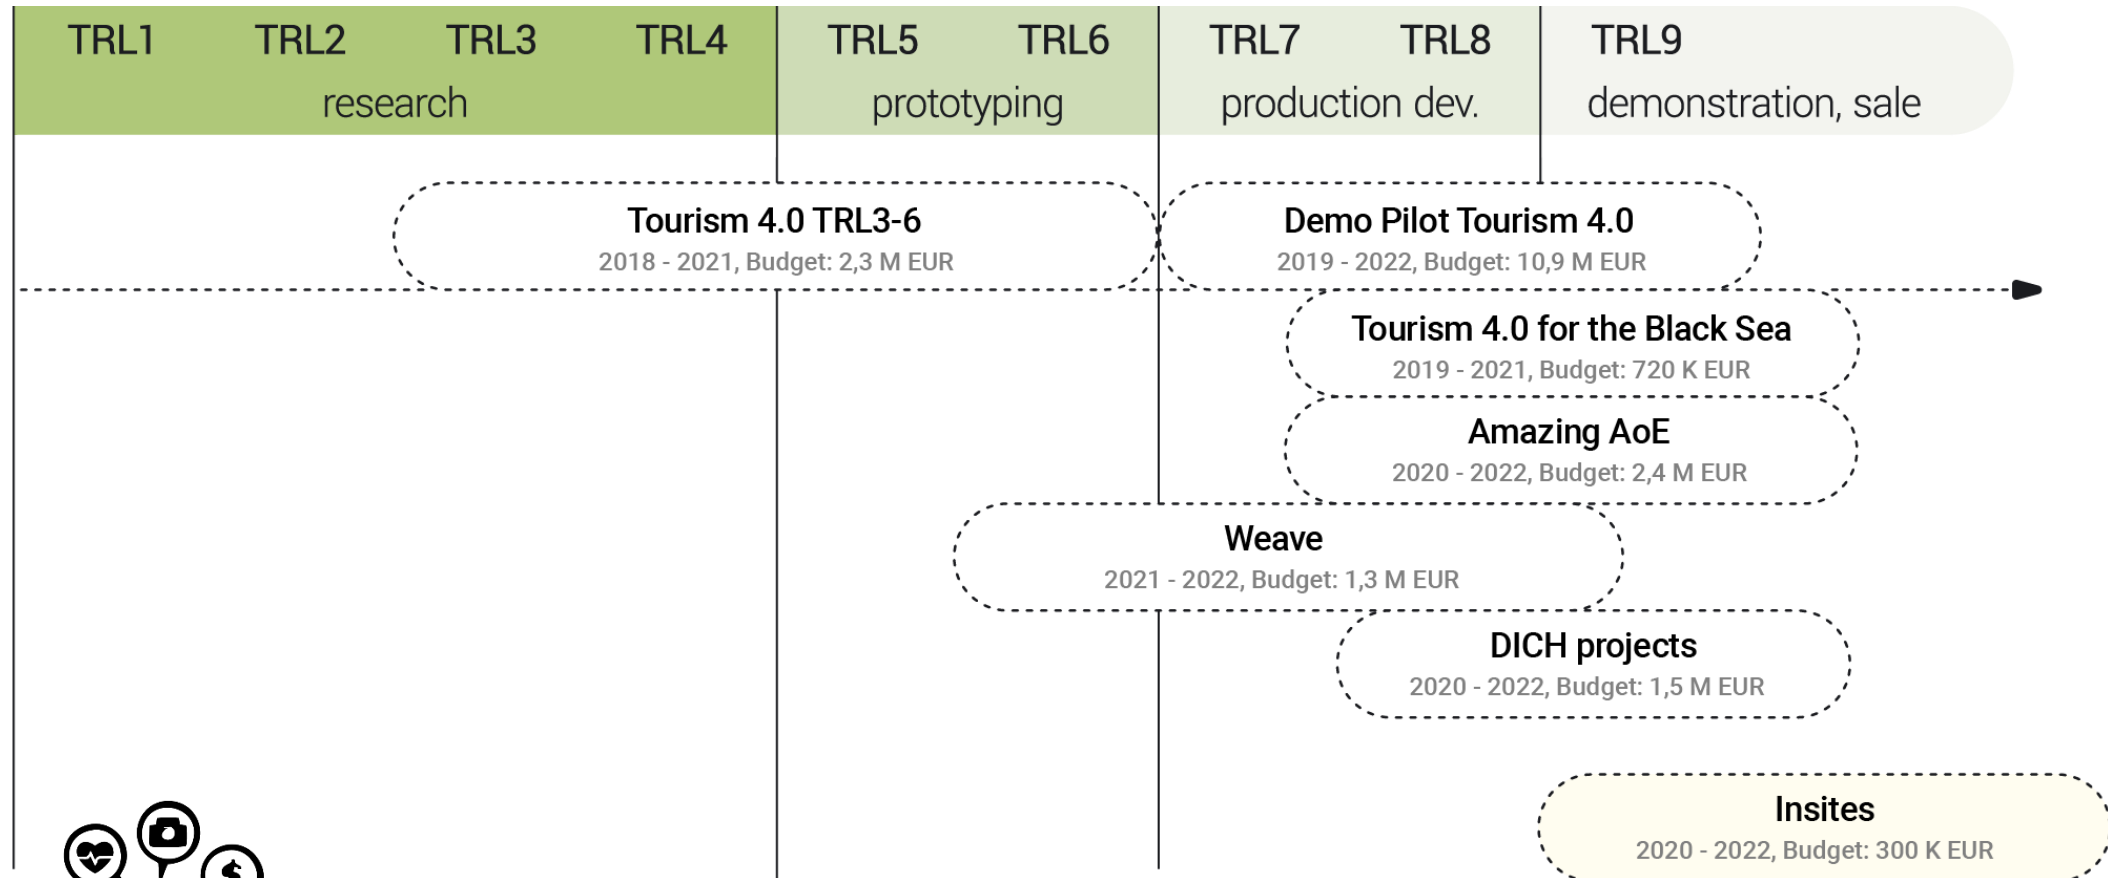 TRL1 TRL2 TRL3 TRL4 TRL5 TRL6 TRL7 TRL8 TRL9
research prototyping production dev. demonstration, sale
Tourism 4.0 TRL3-6
2018 - 2021, Budget: 2,3 M EUR
Demo Pilot Tourism 4.0
2019 - 2022, Budget: 10,9 M EUR
Tourism 4.0 for the Black Sea
2019 - 2021, Budget: 720 K EUR
Amazing AoE
2020 - 2022, Budget: 2,4 M EUR
Weave
2021 - 2022, Budget: 1,3 M EUR
DICH projects
2020 - 2022, Budget: 1,5 M EUR
Insites
2020 - 2022, Budget: 300 K EUR
$